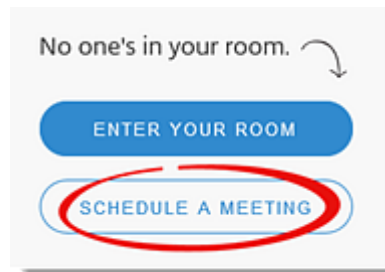 No one's in your room.
ENTER YOUR ROOM
SCHEDULE A MEETING